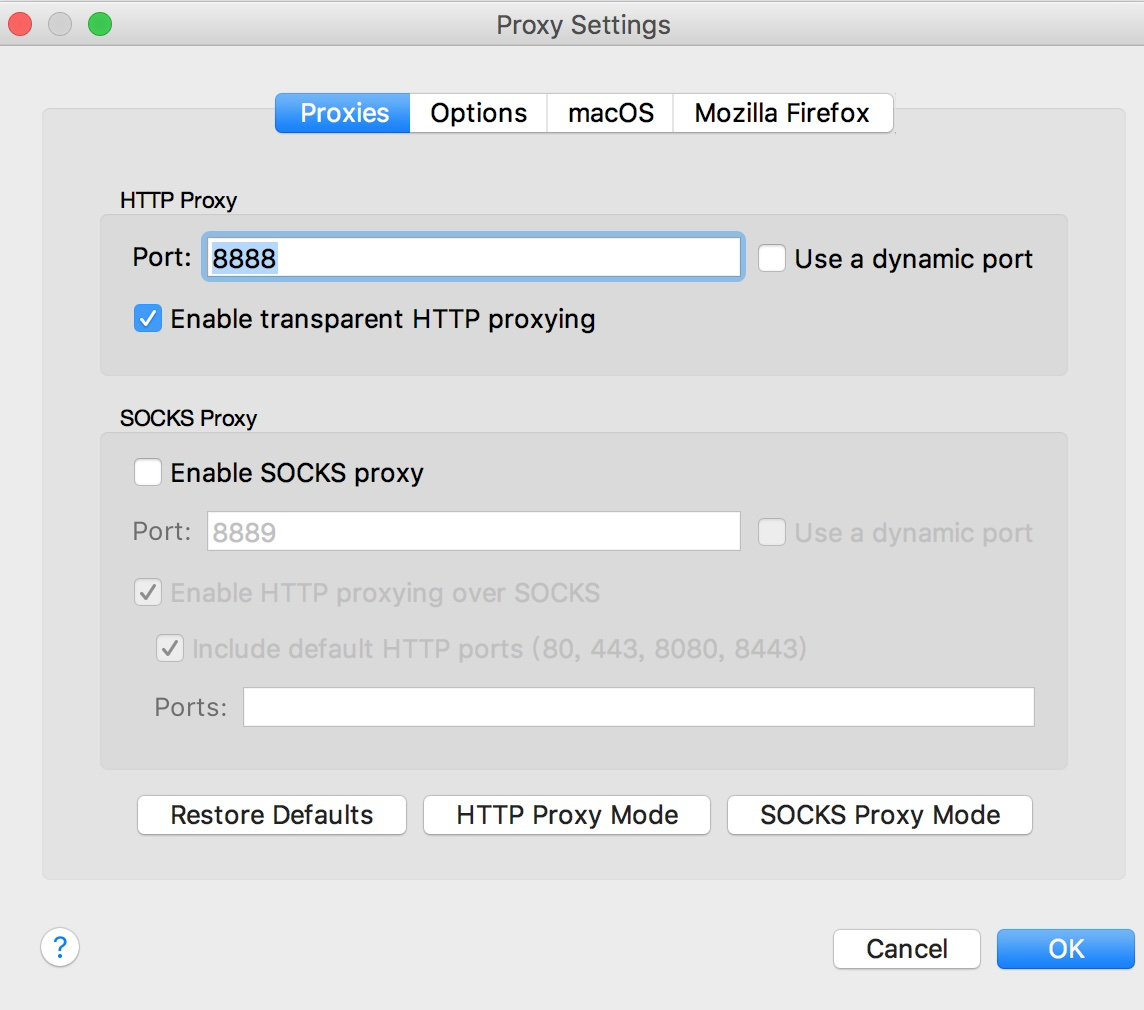 Proxy Settings
Proxies Options macOS Mozilla Firefox
HTTP Proxy
Port: 8888 Use a dynamic port
Enable transparent HTTP proxying
SOCKS Proxy
Enable SOCKS proxy
Port: 8889 Use a dynamic port
Enable HTTP proxying over SOCKS
Include default HTTP ports (80, 443, 8080, 8443)
Ports:
Restore Defaults HTTP Proxy Mode SOCKS Proxy Mode
? Cancel OK